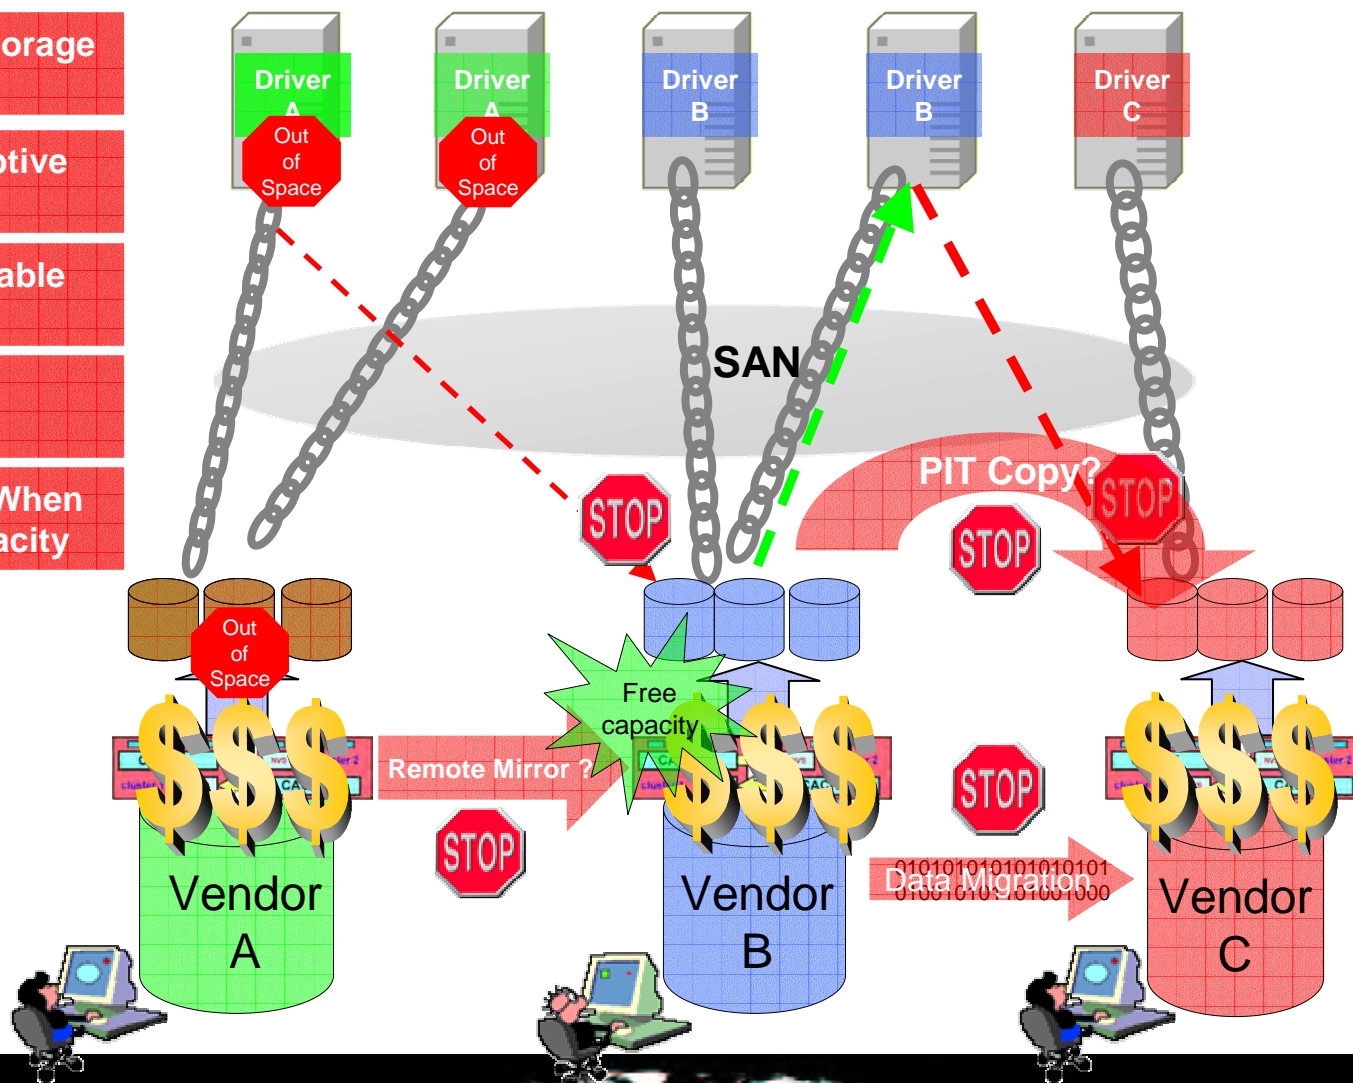 orage
ptive
able
When
acity
Driver
A
Out
of
Space
Driver
A
Out
of
Space
Driver
B
Driver
B
Driver
C
SAN
STOP
PIT Copy?
STOP
STOP
Out
of
Space
Free
capacity
$$$
$$$
$$$
Remote Mirror ?
STOP
STOP
Data Migration
Vendor
A
Vendor
B
Vendor
C